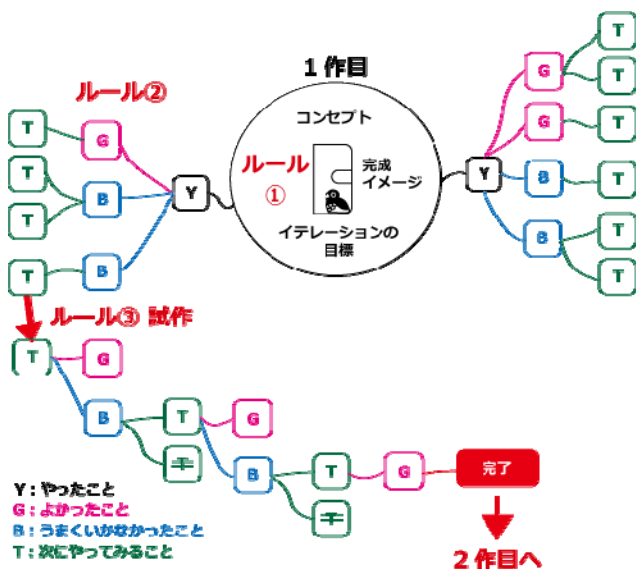 1作目
T
コンセプト
ルール②
G T
T G
G T
ルール
①
完成
イメージ
T
B Y
Y B T
T
イテレーションの
目標
B T
T
T B
ルール③ 試作
T G
B T G
T
B T G 完了
T
Y：やったこと
G：よかったこと
B：うまくいかなかったこと
T：次にやってみること
2作目へ